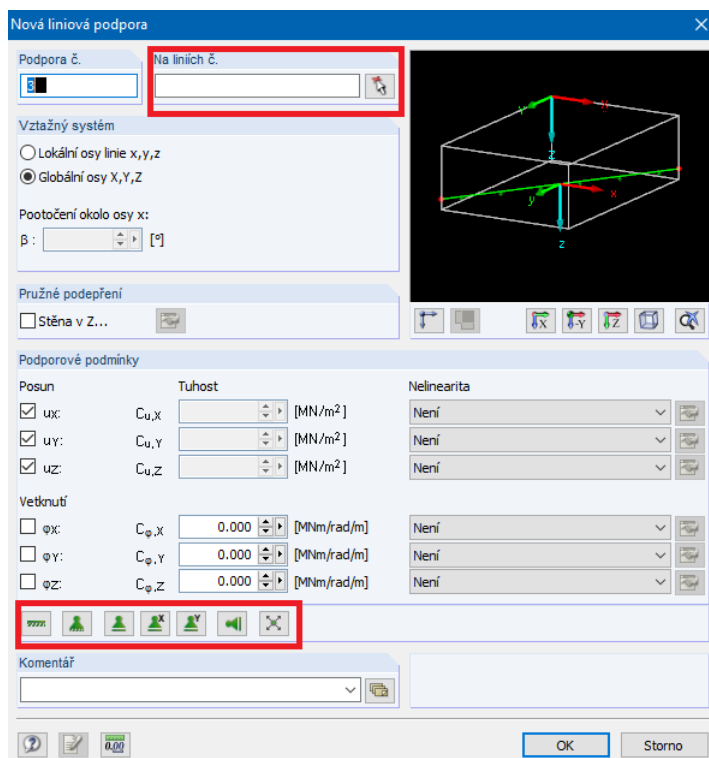 Nová liniová podpora
Podpora č.
Na liniích č.
3
Vztažný systém
Lokální osy linie x,y,z
Globální osy X,Y,Z
Pootočení okolo osy x:
β : [°]
Pružné podepření
Stěna v Z...
z
y
x
z
X
-Y
Z
Podporové podmínky
Posun Tuhost Nelinearita
uX: Cu,X [MN/m²] Není
uY: Cu,Y [MN/m²] Není
uZ: Cu,Z [MN/m²] Není
Vetknutí
φX: Cφ,X 0.000 [MNm/rad/m] Není
φY: Cφ,Y 0.000 [MNm/rad/m] Není
φZ: Cφ,Z 0.000 [MNm/rad/m] Není
X
Y
Komentář
0.00
OK
Storno